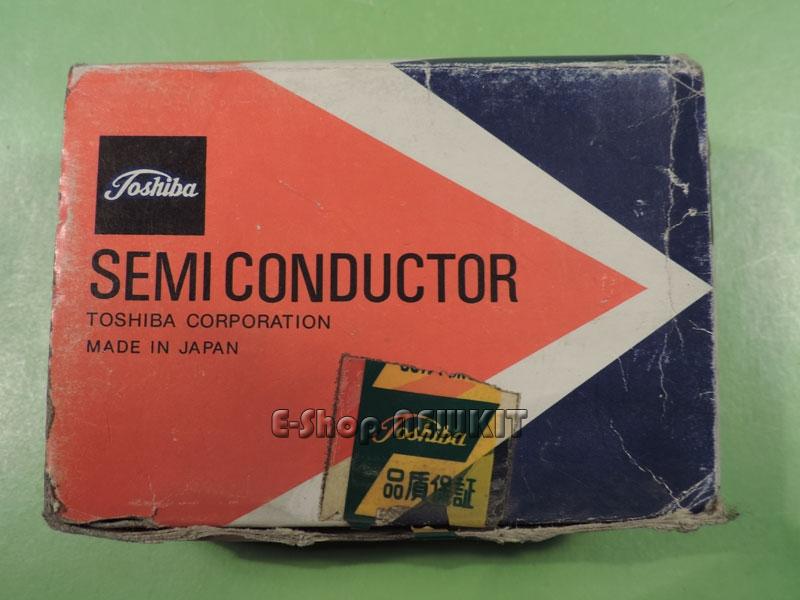 Toshiba
SEMI CONDUCTOR
TOSHIBA CORPORATION
MADE IN JAPAN
E-Shop ASWKIT
Toshiba
品質保証